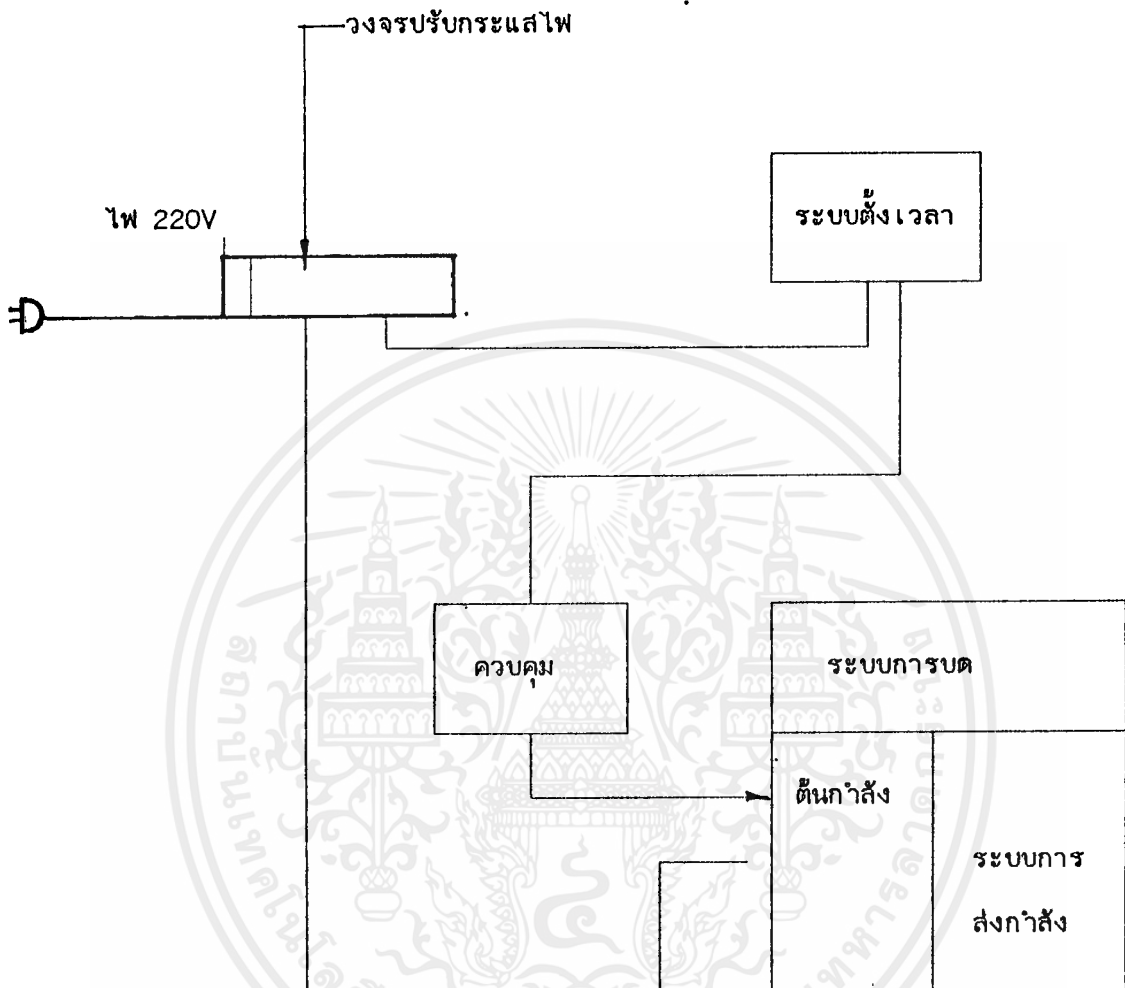 วงจรปรับกระแสไฟ
ไฟ 220V
ระบบตั้งเวลา
ควบคุม
ระบบการบด
ต้นกำลัง
ระบบการ
ส่งกำลัง